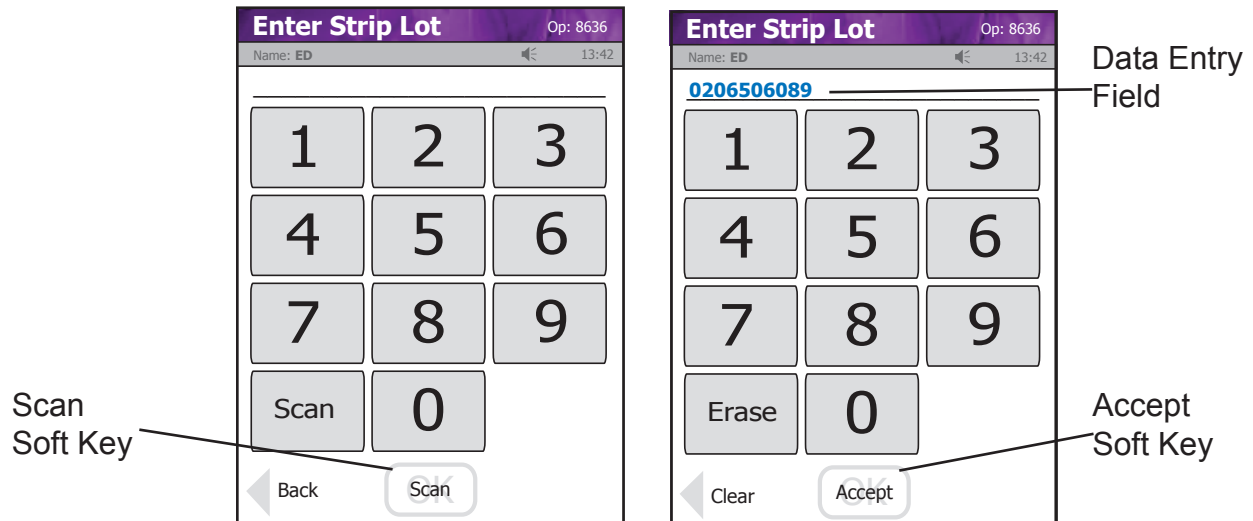 Enter Strip Lot Op: 8636
Name: ED 13:42
1 2 3
4 5 6
7 8 9
Scan 0
Back Scan
Scan
Soft Key
Enter Strip Lot Op: 8636
Name: ED 13:42
0206506089
1 2 3
4 5 6
7 8 9
Erase 0
Clear Accept
Data Entry
Field
Accept
Soft Key